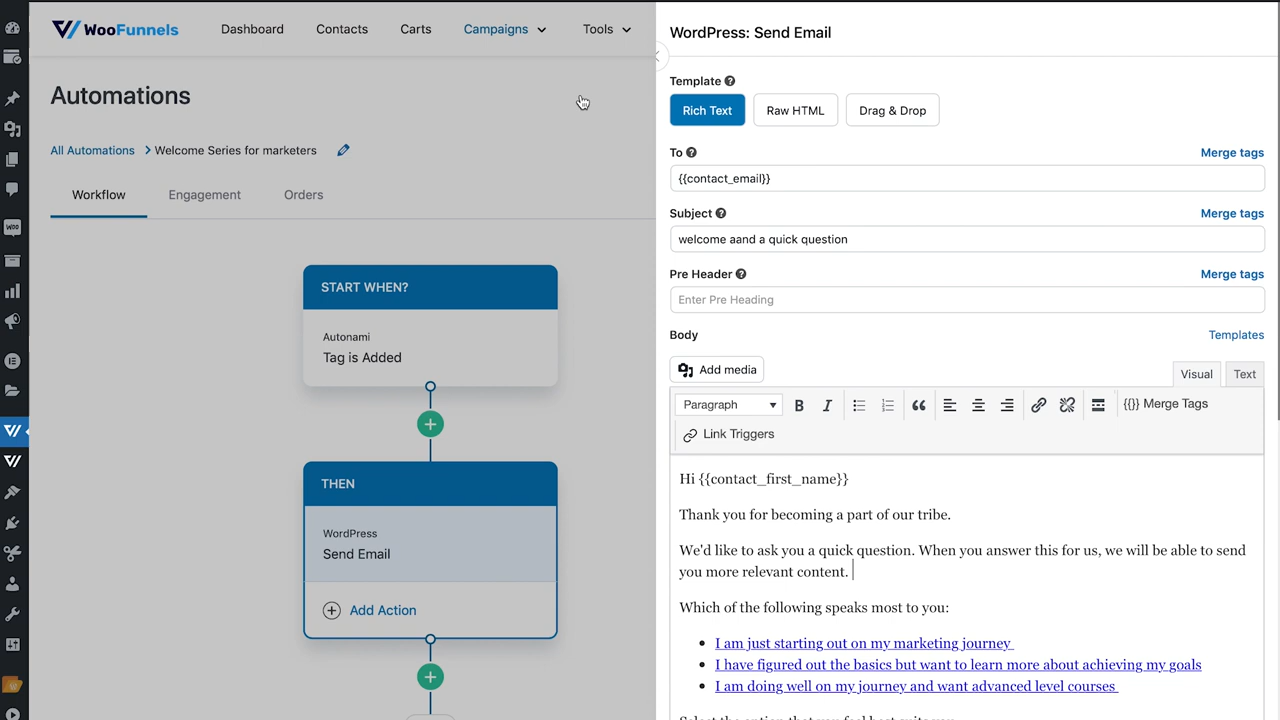 WooFunnels
Dashboard
Contacts
Carts
Campaigns
Tools
Automations
All Automations
Welcome Series for marketers
Workflow
Engagement
Orders
START WHEN?
Autonami
Tag is Added
THEN
WordPress
Send Email
Add Action
WOO
WordPress: Send Email
Template
Rich Text
Raw HTML
Drag & Drop
To
Merge tags
{{contact_email}}
Subject
Merge tags
welcome aand a quick question
Pre Header
Merge tags
Enter Pre Heading
Body
Templates
Add media
Visual
Text
Paragraph
B
I
{{}} Merge Tags
Link Triggers
Hi {{contact_first_name}}
Thank you for becoming a part of our tribe.
We'd like to ask you a quick question. When you answer this for us, we will be able to send
you more relevant content.
Which of the following speaks most to you:
I am just starting out on my marketing journey
I have figured out the basics but want to learn more about achieving my goals
I am doing well on my journey and want advanced level courses